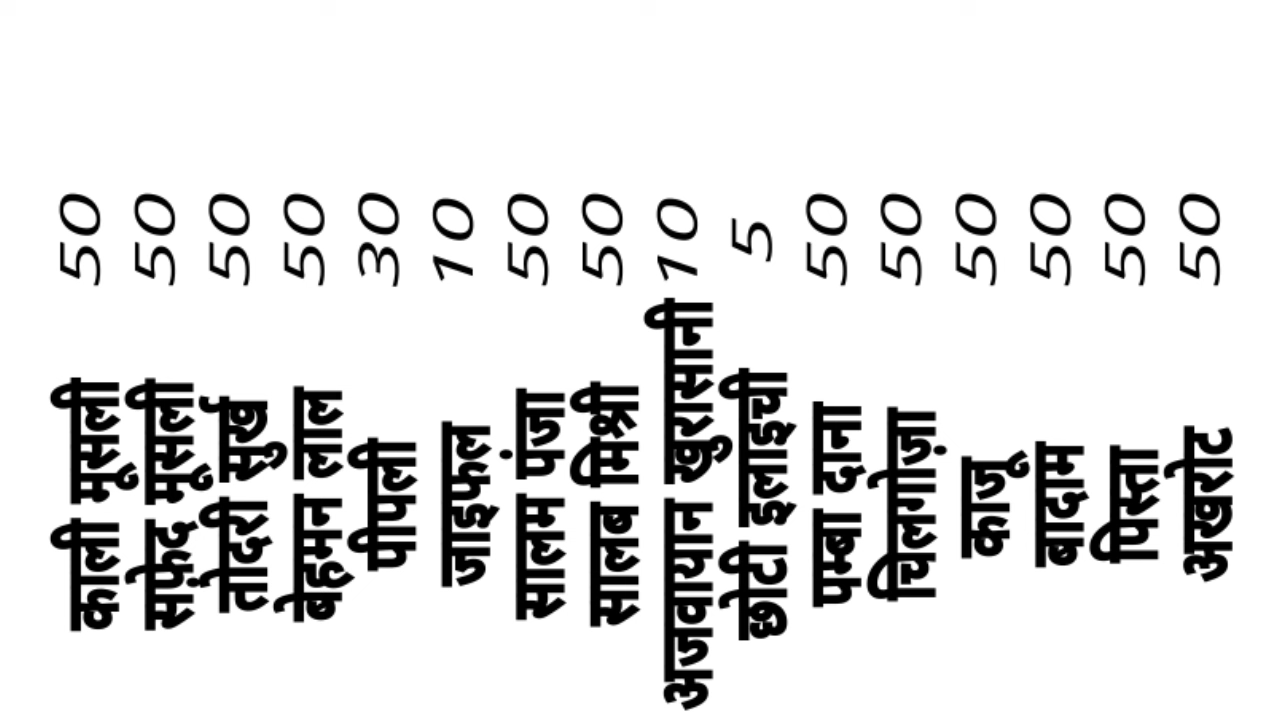 काली मूसली 50
सफेद मूसली 50
तोदरी सुर्ख 50
बेहमन लाल 50
पीपली 30
जाइफल 10
सालम पंजा 50
सालब मिश्री 50
अजवायन खुरासानी 10
छोटी इलाइची 5
पम्बा दाना 50
चिलगोज़ा 50
काजू 50
बादाम 50
पिस्ता 50
अखरोट 50